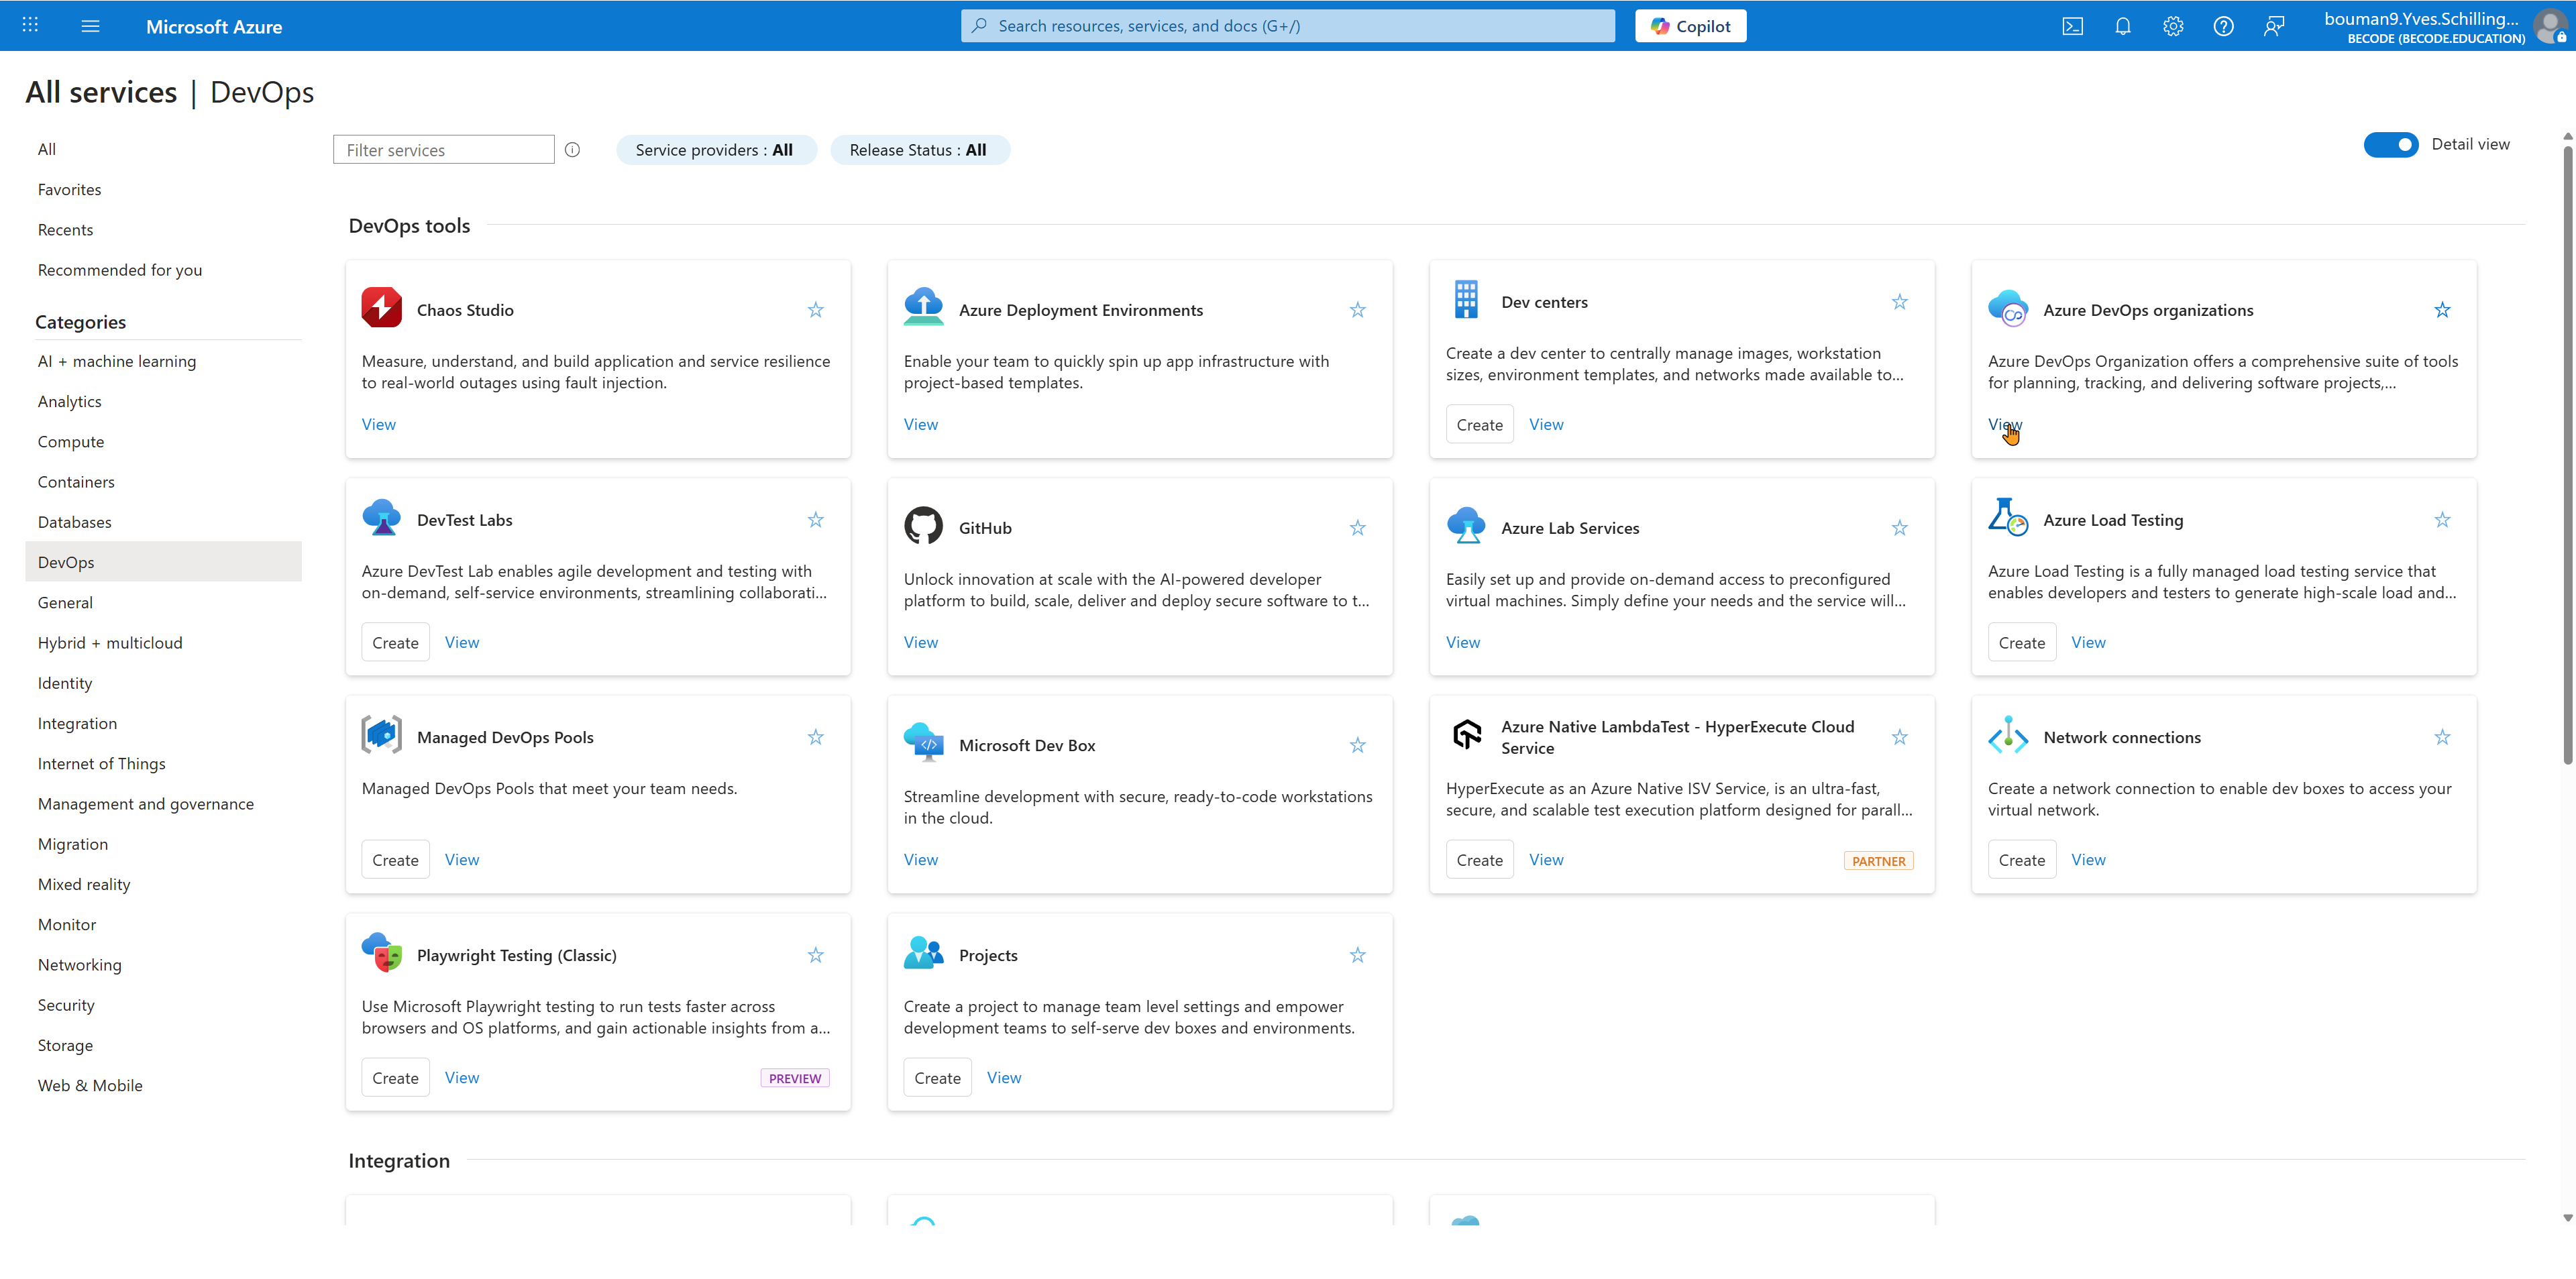 Microsoft Azure
Search resources, services, and docs (G+/)
Copilot
bouman9.Yves.Schilling...
BECODE (BECODE.EDUCATION)
All services | DevOps
All
Favorites
Recents
Recommended for you
Categories
AI + machine learning
Analytics
Compute
Containers
Databases
DevOps
General
Hybrid + multicloud
Identity
Integration
Internet of Things
Management and governance
Migration
Mixed reality
Monitor
Networking
Security
Storage
Web & Mobile
Filter services
Service providers : All
Release Status : All
Detail view
DevOps tools
Chaos Studio
Measure, understand, and build application and service resilience
to real-world outages using fault injection.
View
Azure Deployment Environments
Enable your team to quickly spin up app infrastructure with
project-based templates.
View
Dev centers
Create a dev center to centrally manage images, workstation
sizes, environment templates, and networks made available to...
Create View
Azure DevOps organizations
Azure DevOps Organization offers a comprehensive suite of tools
for planning, tracking, and delivering software projects,...
View
DevTest Labs
Azure DevTest Lab enables agile development and testing with
on-demand, self-service environments, streamlining collaborati...
Create View
GitHub
Unlock innovation at scale with the AI-powered developer
platform to build, scale, deliver and deploy secure software to t...
View
Azure Lab Services
Easily set up and provide on-demand access to preconfigured
virtual machines. Simply define your needs and the service will...
View
Azure Load Testing
Azure Load Testing is a fully managed load testing service that
enables developers and testers to generate high-scale load and...
Create View
Managed DevOps Pools
Managed DevOps Pools that meet your team needs.
Create View
Microsoft Dev Box
Streamline development with secure, ready-to-code workstations
in the cloud.
View
Azure Native LambdaTest - HyperExecute Cloud
Service
HyperExecute as an Azure Native ISV Service, is an ultra-fast,
secure, and scalable test execution platform designed for parall...
Create View PARTNER
Network connections
Create a network connection to enable dev boxes to access your
virtual network.
Create View
Playwright Testing (Classic)
Use Microsoft Playwright testing to run tests faster across
browsers and OS platforms, and gain actionable insights from a...
Create View PREVIEW
Projects
Create a project to manage team level settings and empower
development teams to self-serve dev boxes and environments.
Create View
Integration